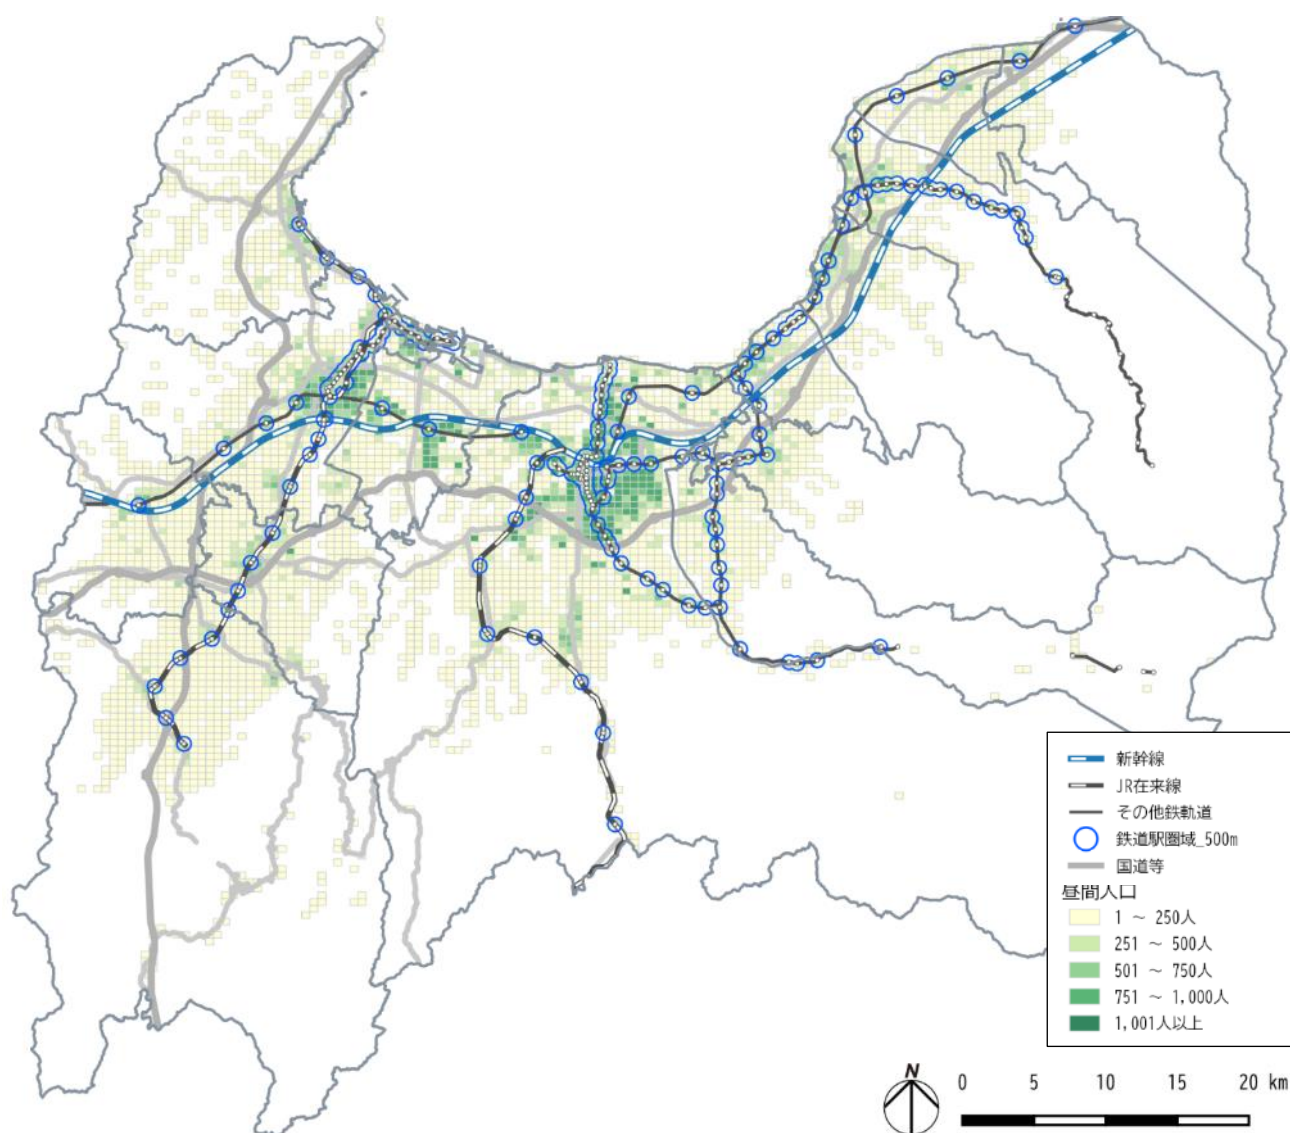 新幹線
JR在来線
その他鉄軌道
鉄道駅圏域_500m
国道等
昼間人口
1 ～ 250人
251 ～ 500人
501 ～ 750人
751 ～ 1,000人
1,001人以上
N
0 5 10 15 20 km